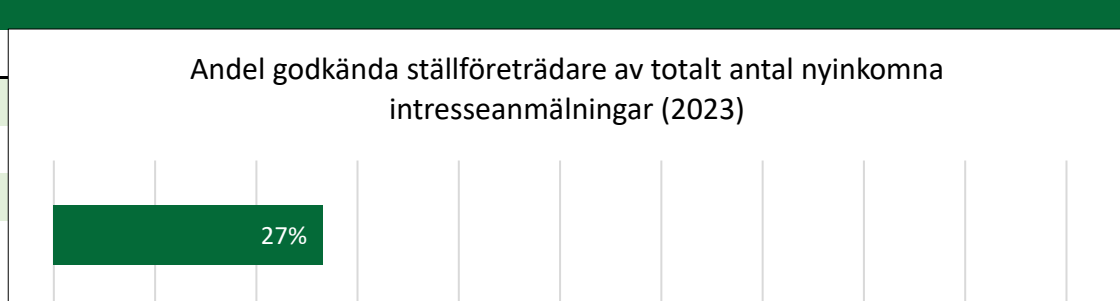 Andel godkända ställföreträdare av totalt antal nyinkomna
intresseanmälningar (2023)
27%